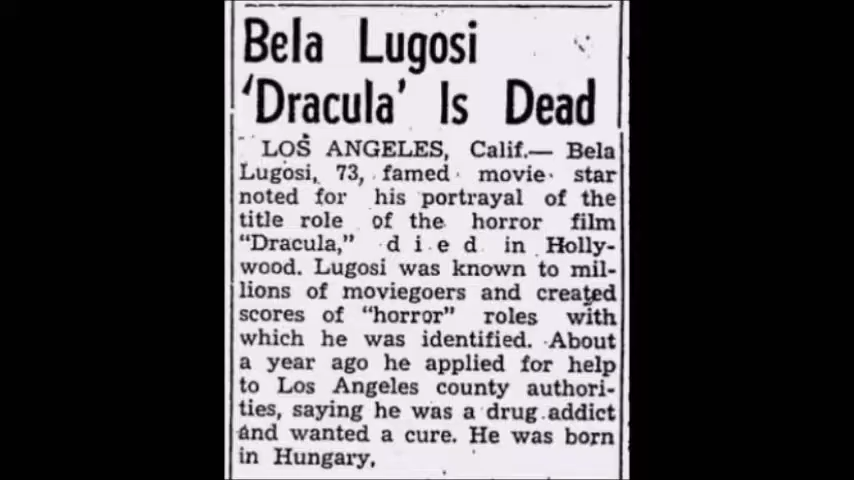 Bela Lugosi
'Dracula' Is Dead
LOS ANGELES, Calif.— Bela
Lugosi, 73, famed movie star
noted for his portrayal of the
title role of the horror film
"Dracula," died in Holly-
wood. Lugosi was known to mil-
lions of moviegoers and created
scores of "horror" roles with
which he was identified. About
a year ago he applied for help
to Los Angeles county authori-
ties, saying he was a drug addict
and wanted a cure. He was born
in Hungary.